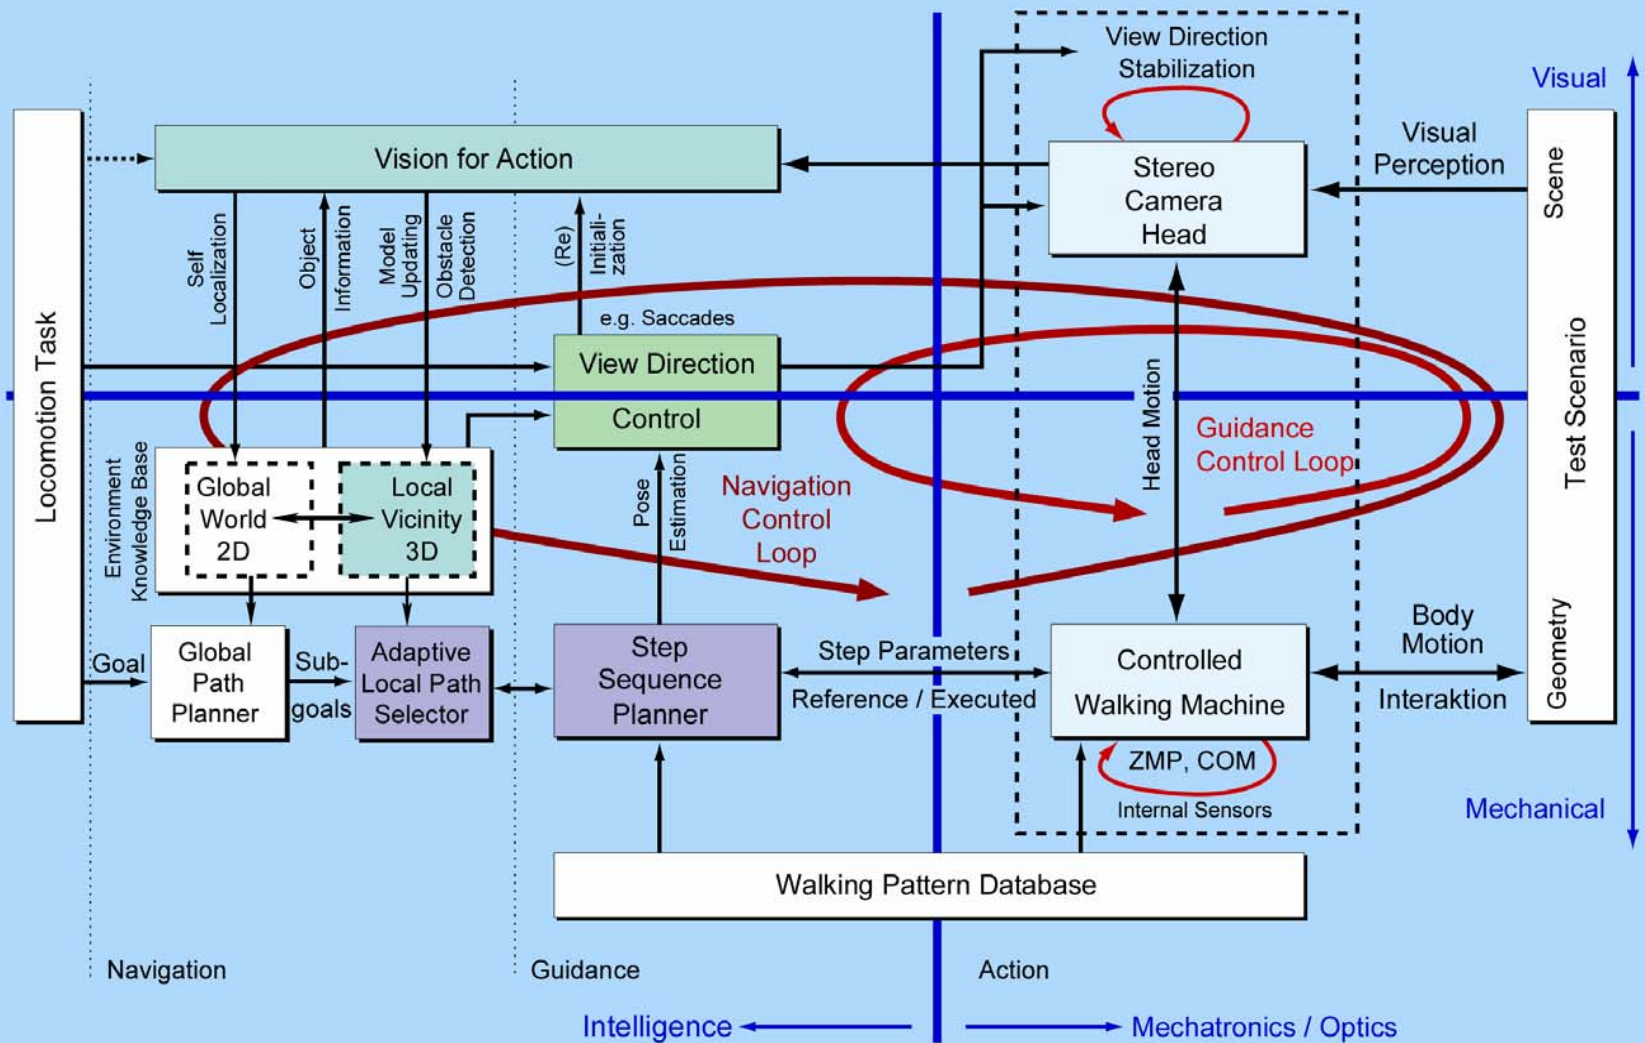 View Direction
Stabilization
Visual
Visual
Perception
Vision for Action
Stereo
Camera
Head
Scene
Self
Localization
Object
Information
Model
Updating
Obstacle
Detection
(Re)
Initiali-
zation
e.g. Saccades
View Direction
Control
Locomotion Task
Test Scenario
Head Motion
Guidance
Control Loop
Environment
Knowledge Base
Global
World
2D
Local
Vicinity
3D
Pose
Estimation
Navigation
Control
Loop
Geometry
Goal
Global
Path
Planner
Sub-
goals
Adaptive
Local Path
Selector
Step
Sequence
Planner
Step Parameters
Reference / Executed
Controlled
Walking Machine
Body
Motion
Interaktion
ZMP, COM
Internal Sensors
Mechanical
Walking Pattern Database
Navigation
Guidance
Action
Intelligence
Mechatronics / Optics